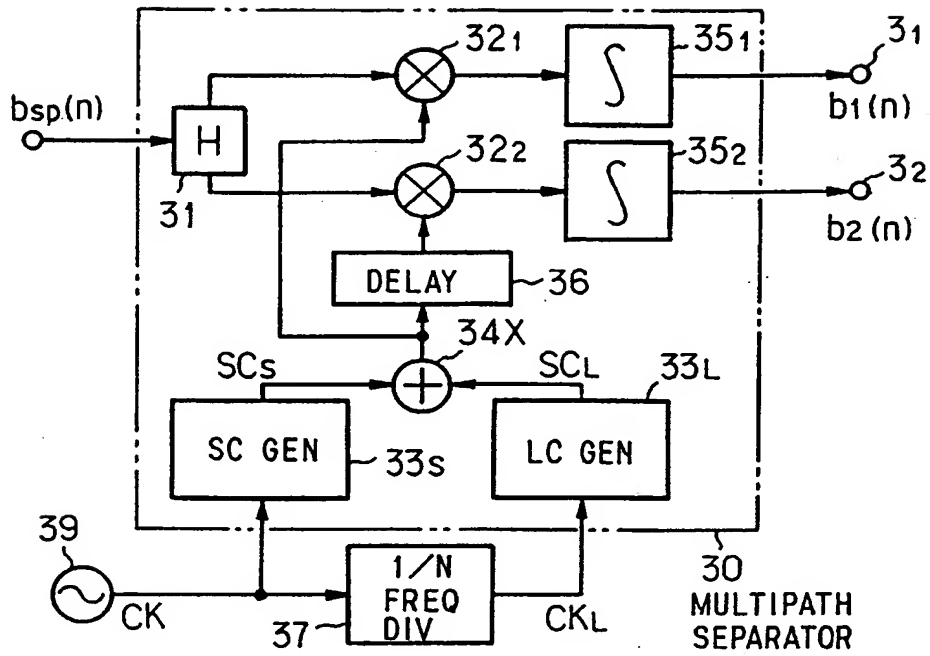 32₁
35₁
3₁
bsp(n)
∫
b1(n)
H
32₂
35₂
3₂
31
∫
b2(n)
DELAY
36
34X
SCs
SCL
33L
SC GEN
33s
LC GEN
39
CK
1/N
FREQ
DIV
37
CKL
30
MULTIPATH
SEPARATOR